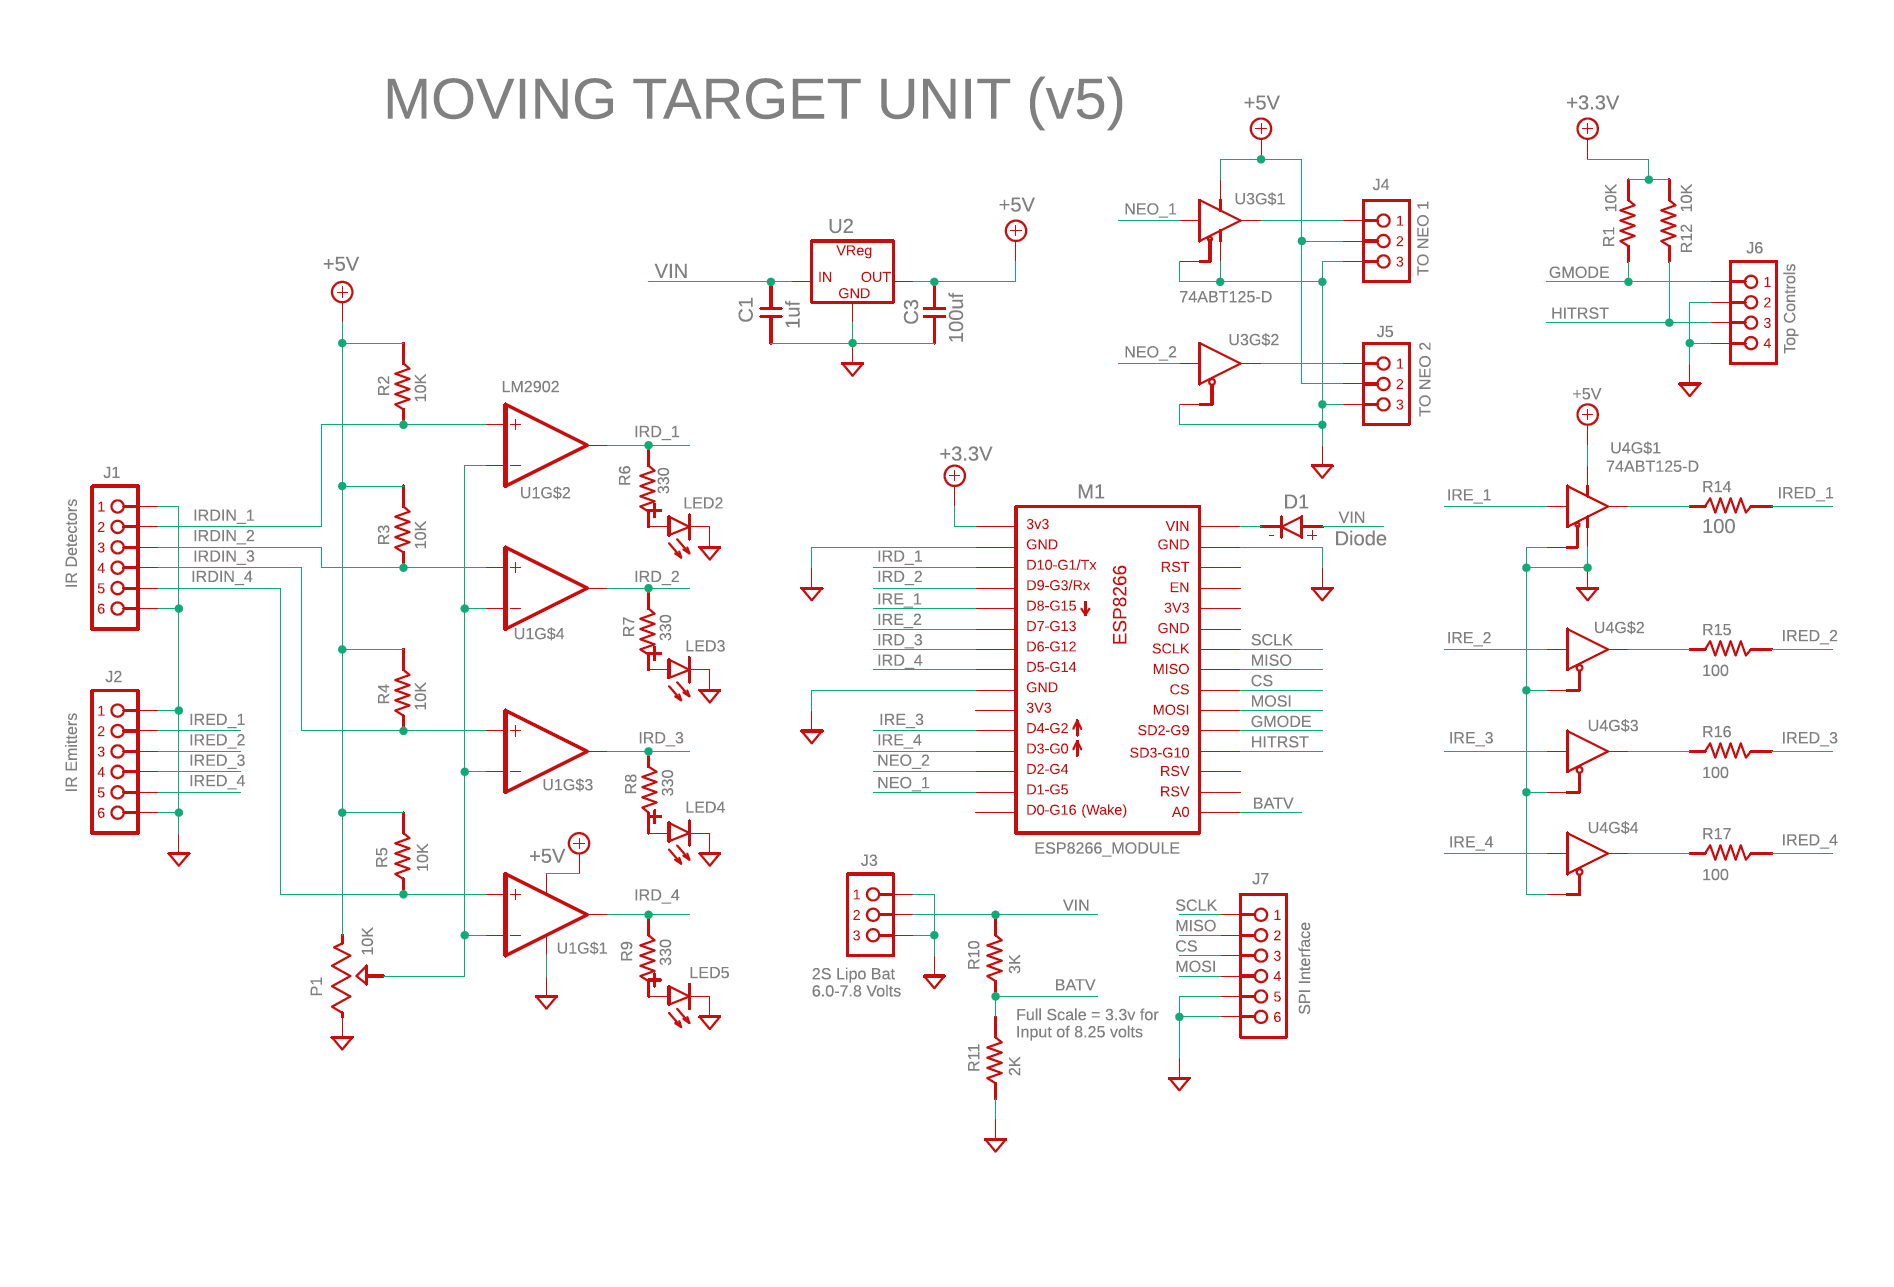 MOVING TARGET UNIT (v5)
+5V
R2
10K
R3
10K
R4
10K
R5
10K
P1
10K
J1
IR Detectors
1
2
3
4
5
6
IRDIN_1
IRDIN_2
IRDIN_3
IRDIN_4
J2
IR Emitters
1
2
3
4
5
6
IRED_1
IRED_2
IRED_3
IRED_4
LM2902
+
−
U1G$2
IRD_1
R6
330
+
LED2
+
−
U1G$4
IRD_2
R7
330
+
LED3
+
−
U1G$3
IRD_3
R8
330
+
LED4
+5V
+
−
U1G$1
IRD_4
R9
330
+
LED5
VIN
U2
VReg
IN
OUT
GND
C1
1uf
C3
100uf
+5V
+5V
NEO_1
U3G$1
74ABT125-D
J4
1
2
3
TO NEO 1
NEO_2
U3G$2
J5
1
2
3
TO NEO 2
+3.3V
R1
10K
R12
10K
GMODE
HITRST
J6
1
2
3
4
Top Controls
+3.3V
M1
ESP8266
3v3
GND
D10-G1/Tx
D9-G3/Rx
D8-G15
D7-G13
D6-G12
D5-G14
GND
3V3
D4-G2
D3-G0
D2-G4
D1-G5
D0-G16 (Wake)
IRD_1
IRD_2
IRE_1
IRE_2
IRD_3
IRD_4
IRE_3
IRE_4
NEO_2
NEO_1
VIN
GND
RST
EN
3V3
GND
SCLK
MISO
CS
MOSI
SD2-G9
SD3-G10
RSV
RSV
A0
SCLK
MISO
CS
MOSI
GMODE
HITRST
BATV
ESP8266_MODULE
D1
- +
VIN
Diode
J3
1
2
3
2S Lipo Bat
6.0-7.8 Volts
VIN
R10
3K
BATV
Full Scale = 3.3v for
Input of 8.25 volts
R11
2K
J7
SCLK
MISO
CS
MOSI
1
2
3
4
5
6
SPI Interface
+5V
U4G$1
74ABT125-D
IRE_1
R14
100
IRED_1
IRE_2
U4G$2
R15
100
IRED_2
IRE_3
U4G$3
R16
100
IRED_3
IRE_4
U4G$4
R17
100
IRED_4